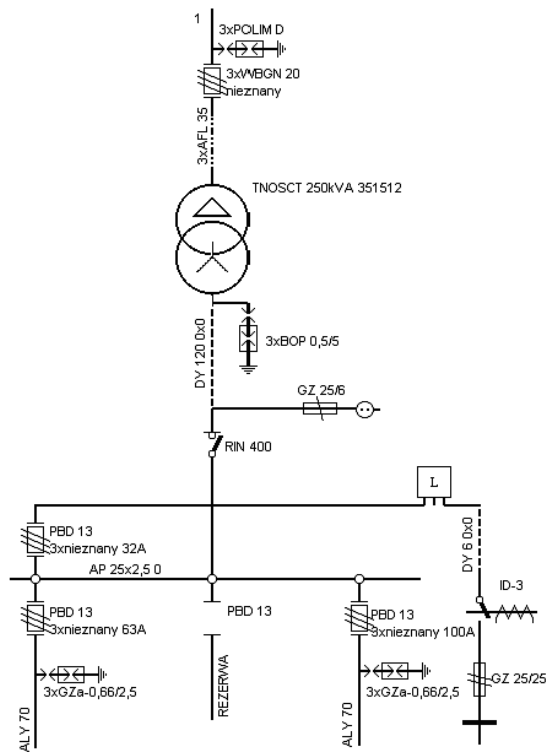 1
3xPOLIM D
3xWBGN 20
nieznany
3xAFL 35
TNOSCT 250kVA 351512
DY 120 0x0
3xBOP 0,5/5
GZ 25/6
RIN 400
L
PBD 13
3xnieznany 32A
DY 6 0x0
AP 25x2,5 0
ID-3
PBD 13
3xnieznany 63A
PBD 13
PBD 13
3xnieznany 100A
GZ 25/25
3xGZa-0,66/2,5
3xGZa-0,66/2,5
ALY 70
REZERWA
ALY 70